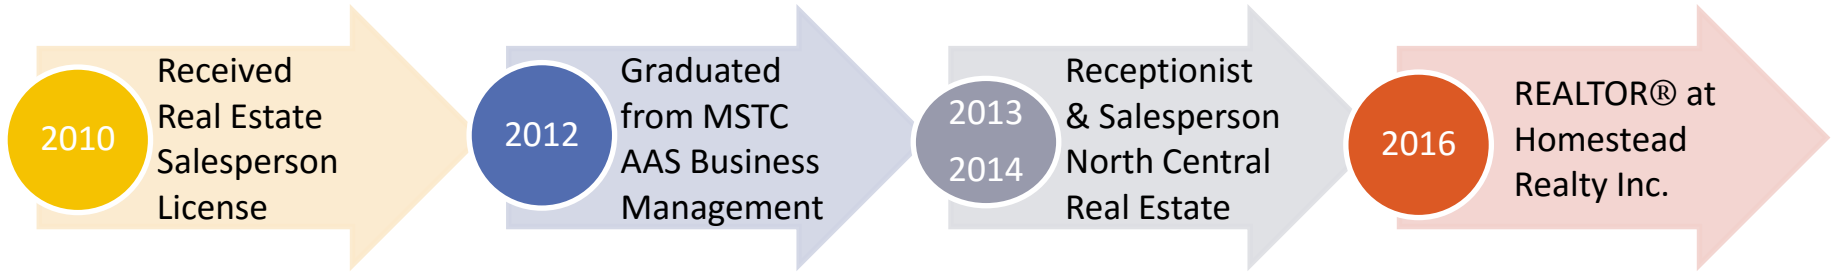 2010
Received
Real Estate
Salesperson
License
2012
Graduated
from MSTC
AAS Business
Management
2013
2014
Receptionist
& Salesperson
North Central
Real Estate
2016
REALTOR® at
Homestead
Realty Inc.